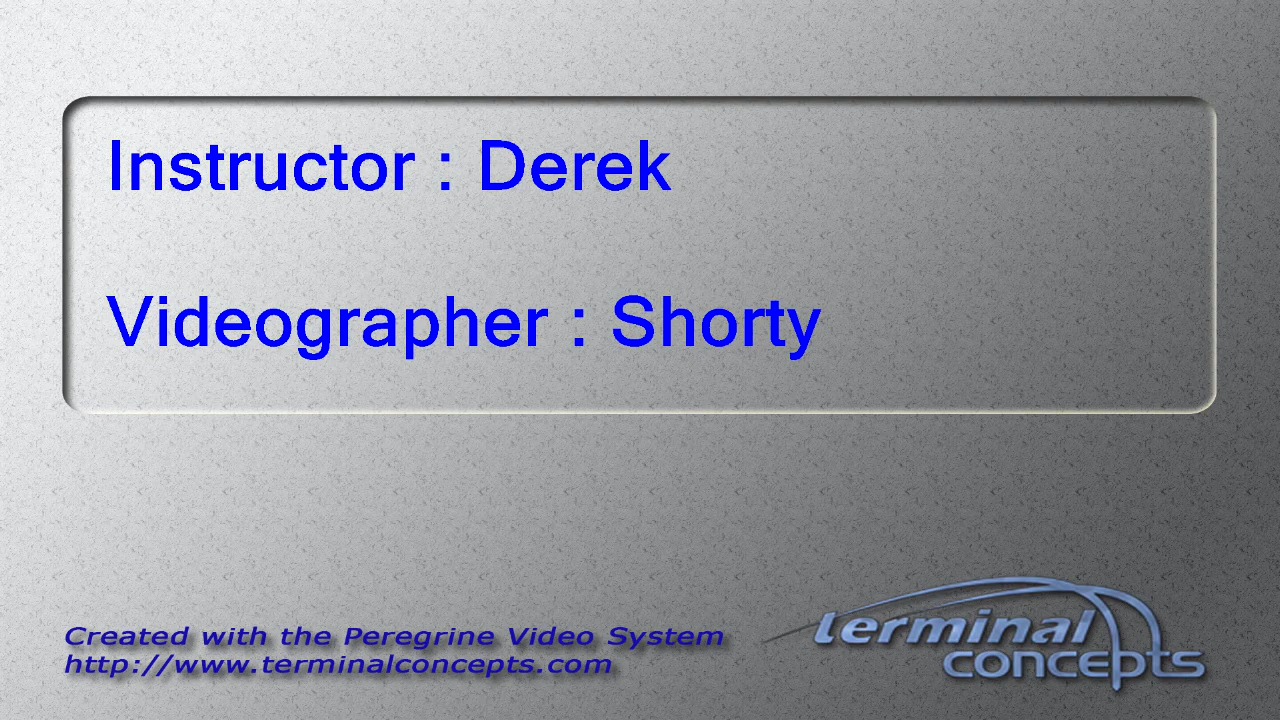 Instructor : Derek
Videographer : Shorty
Created with the Peregrine Video System
http://www.terminalconcepts.com
terminal
concepts